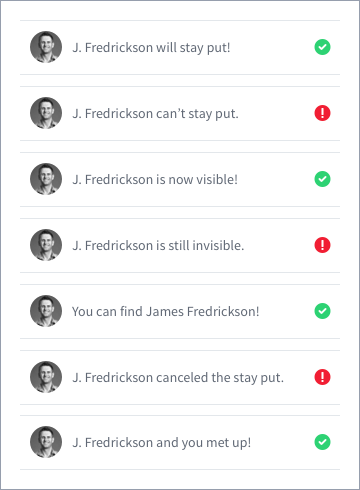 J. Fredrickson will stay put!
J. Fredrickson can’t stay put.
J. Fredrickson is now visible!
J. Fredrickson is still invisible.
You can find James Fredrickson!
J. Fredrickson canceled the stay put.
J. Fredrickson and you met up!